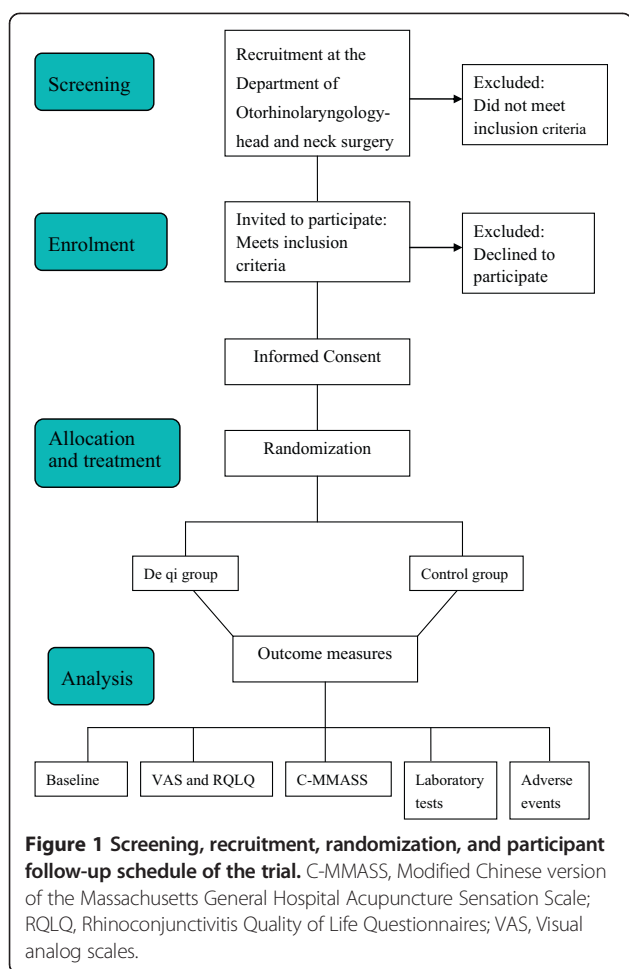 Screening
Recruitment at the
Department of
Otorhinolaryngology-
head and neck surgery
Excluded:
Did not meet
inclusion criteria
Enrolment
Invited to participate:
Meets inclusion
criteria
Excluded:
Declined to
participate
Informed Consent
Allocation
and treatment
Randomization
De qi group
Control group
Analysis
Outcome measures
Baseline
VAS and RQLQ
C-MMASS
Laboratory
tests
Adverse
events
Figure 1 Screening, recruitment, randomization, and participant
follow-up schedule of the trial. C-MMASS, Modified Chinese version
of the Massachusetts General Hospital Acupuncture Sensation Scale;
RQLQ, Rhinoconjunctivitis Quality of Life Questionnaires; VAS, Visual
analog scales.